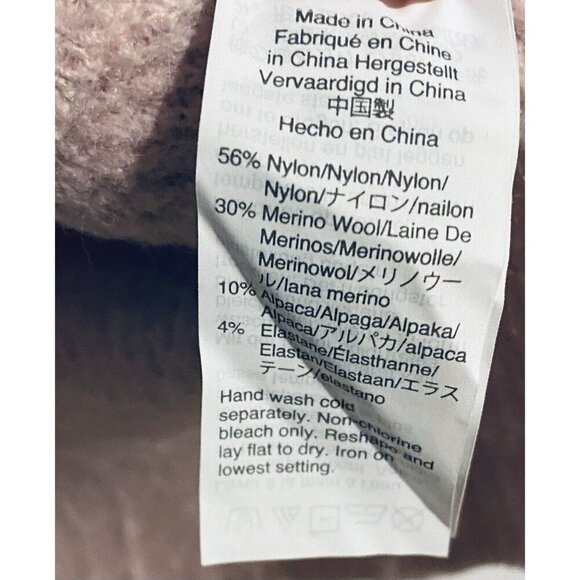 Made in China
Fabriqué en Chine
in China Hergestellt
Vervaardigd in China
中国製
Hecho en China
56% Nylon/Nylon/Nylon/
Nylon/ナイロン/nailon
30% Merino Wool/Laine De
Merinos/Merinowolle/
Merinowol/メリノウー
ル/lana merino
10% Alpaca/Alpaga/Alpaka/
Alpaca/アルパカ/alpaca
4% Elastane/Élasthanne/
Elastan/Elastaan/エラス
テーン/elastano
Hand wash cold
separately. Non-chlorine
bleach only. Reshape and
lay flat to dry. Iron on
lowest setting.